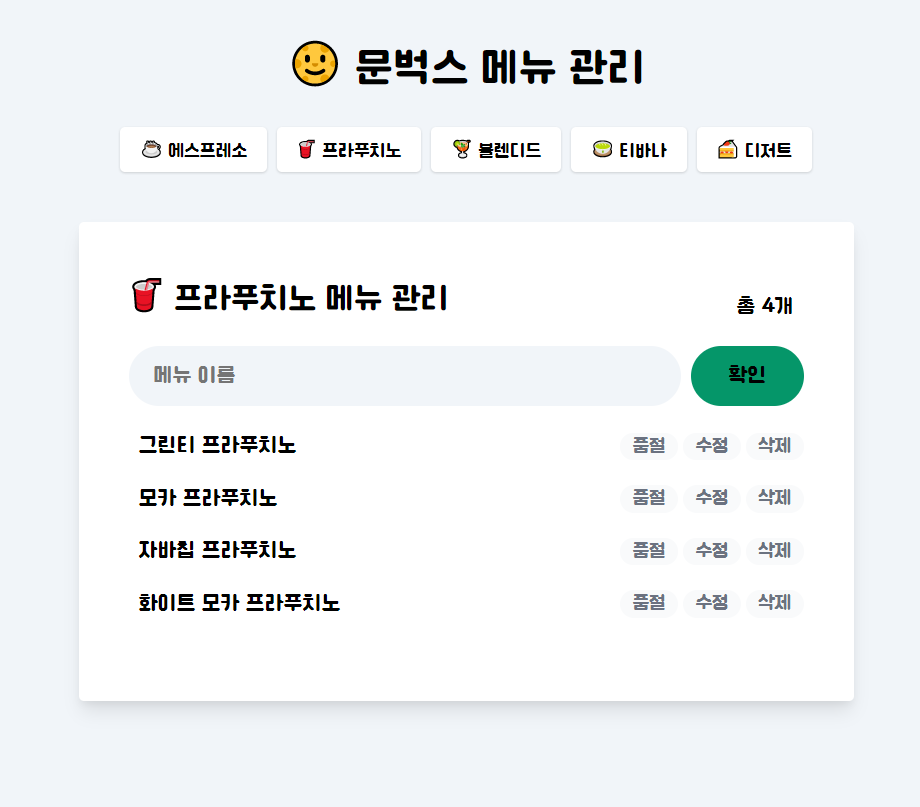 문벅스 메뉴 관리
에스프레소 프라푸치노 블렌디드 티바나 디저트
프라푸치노 메뉴 관리 총 4개
메뉴 이름 확인
그린티 프라푸치노 품절 수정 삭제
모카 프라푸치노 품절 수정 삭제
자바칩 프라푸치노 품절 수정 삭제
화이트 모카 프라푸치노 품절 수정 삭제